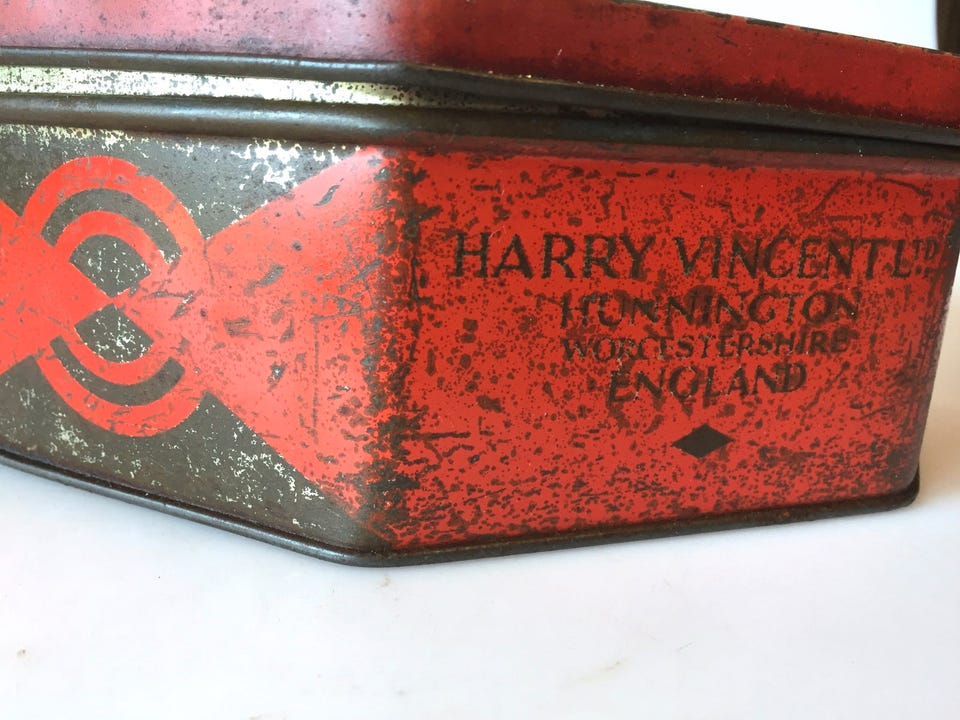 HARRY VINCENT LTD
HUNNINGTON
WORCESTERSHIRE
ENGLAND